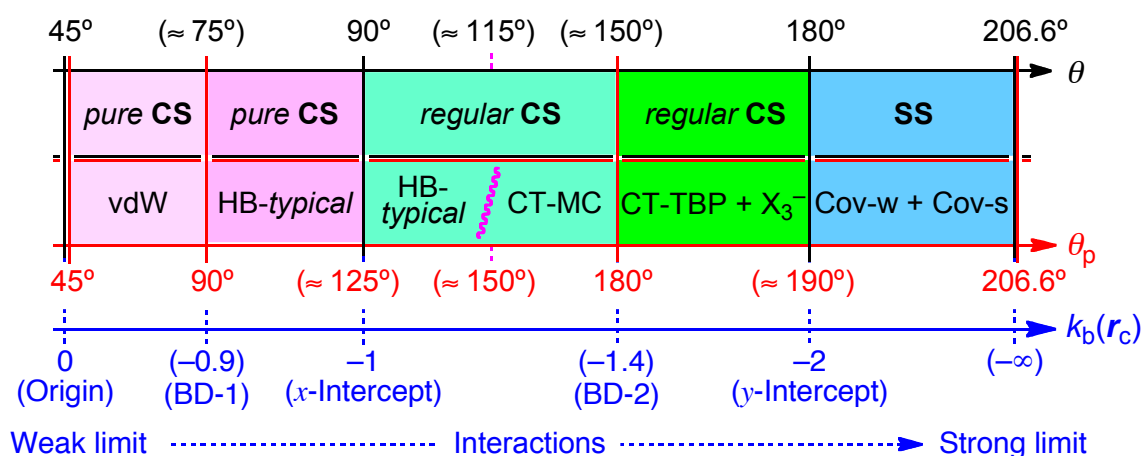 45º (≈ 75º) 90º (≈ 115º) (≈ 150º) 180º 206.6º
θ
pure CS pure CS regular CS regular CS SS
vdW HB-typical HB-typical CT-MC CT-TBP + X₃⁻ Cov-w + Cov-s
θp
45º 90º (≈ 125º) (≈ 150º) 180º (≈ 190º) 206.6º
kb(rc)
0 (–0.9) –1 (–1.4) –2 (–∞)
(Origin) (BD-1) (x-Intercept) (BD-2) (y-Intercept)
Weak limit Interactions Strong limit